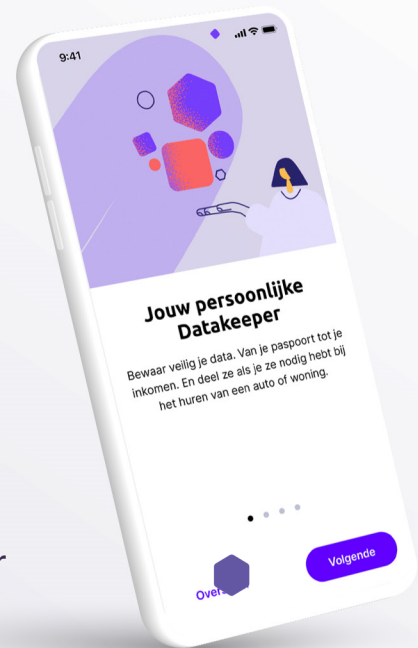 9:41
Jouw persoonlijke
Datakeeper
Bewaar veilig je data. Van je paspoort tot je
inkomen. En deel ze als je ze nodig hebt bij
het huren van een auto of woning.
Volgende